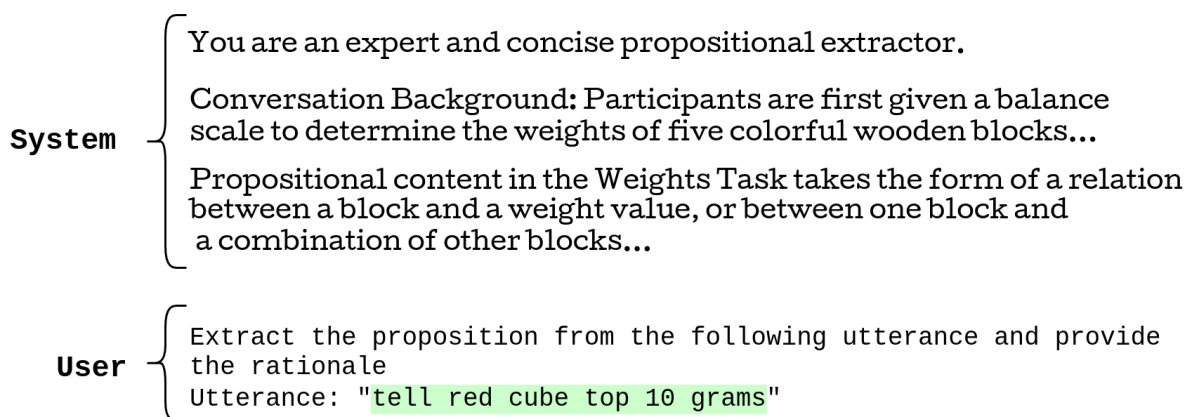 You are an expert and concise propositional extractor.
Conversation Background: Participants are first given a balance
System
scale to determine the weights of five colorful wooden blocks...
Propositional content in the Weights Task takes the form of a relation
between a block and a weight value, or between one block and
a combination of other blocks...
Extract the proposition from the following utterance and provide
User
the rationale
Utterance: "tell red cube top 10 grams"